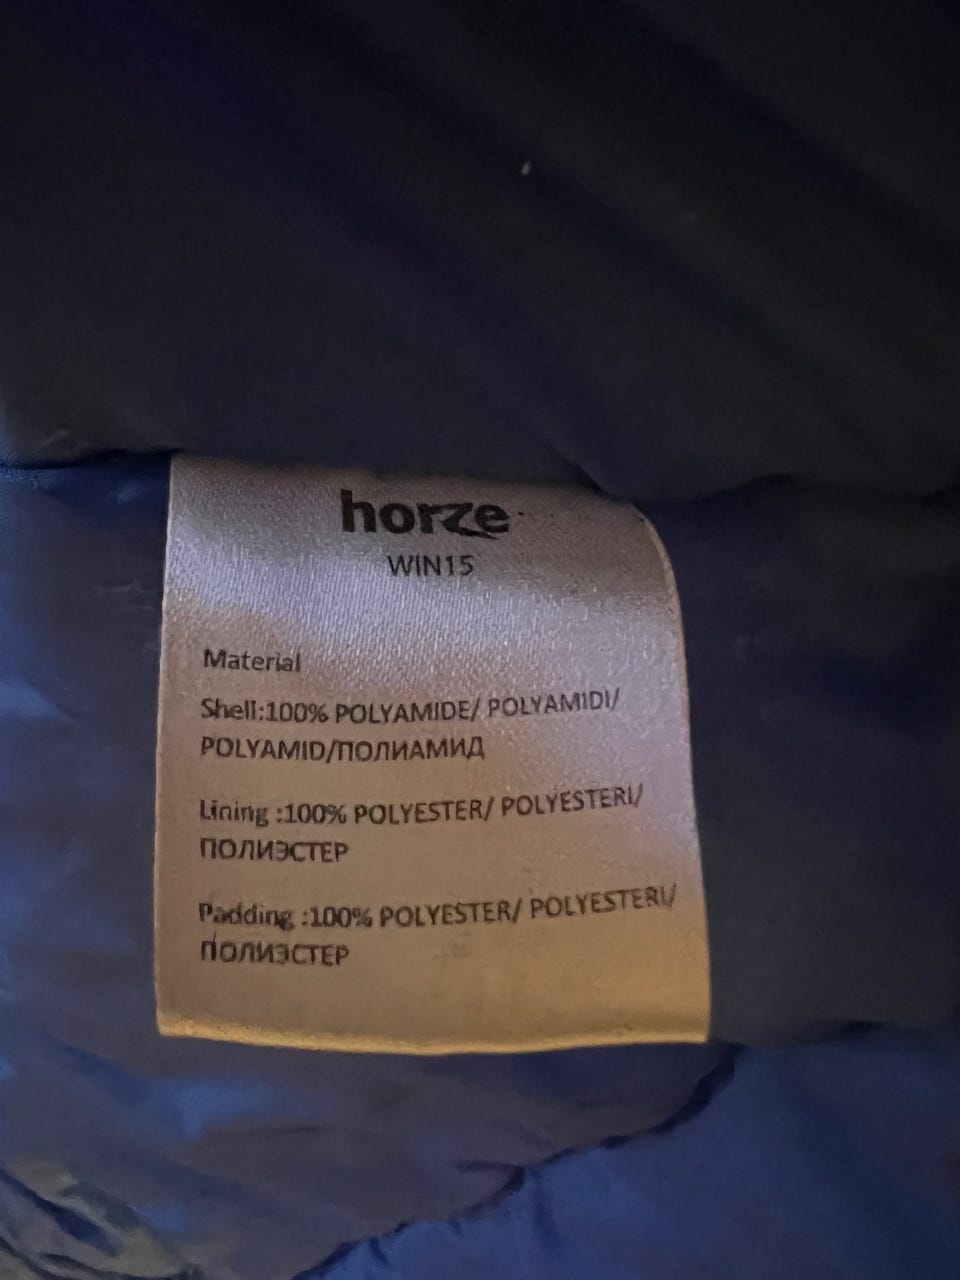 horze
WIN15
Material
Shell:100% POLYAMIDE/ POLYAMIDI/
POLYAMID/ПОЛИАМИД
Lining :100% POLYESTER/ POLYESTERI/
ПОЛИЭСТЕР
Padding :100% POLYESTER/ POLYESTERI/
ПОЛИЭСТЕР